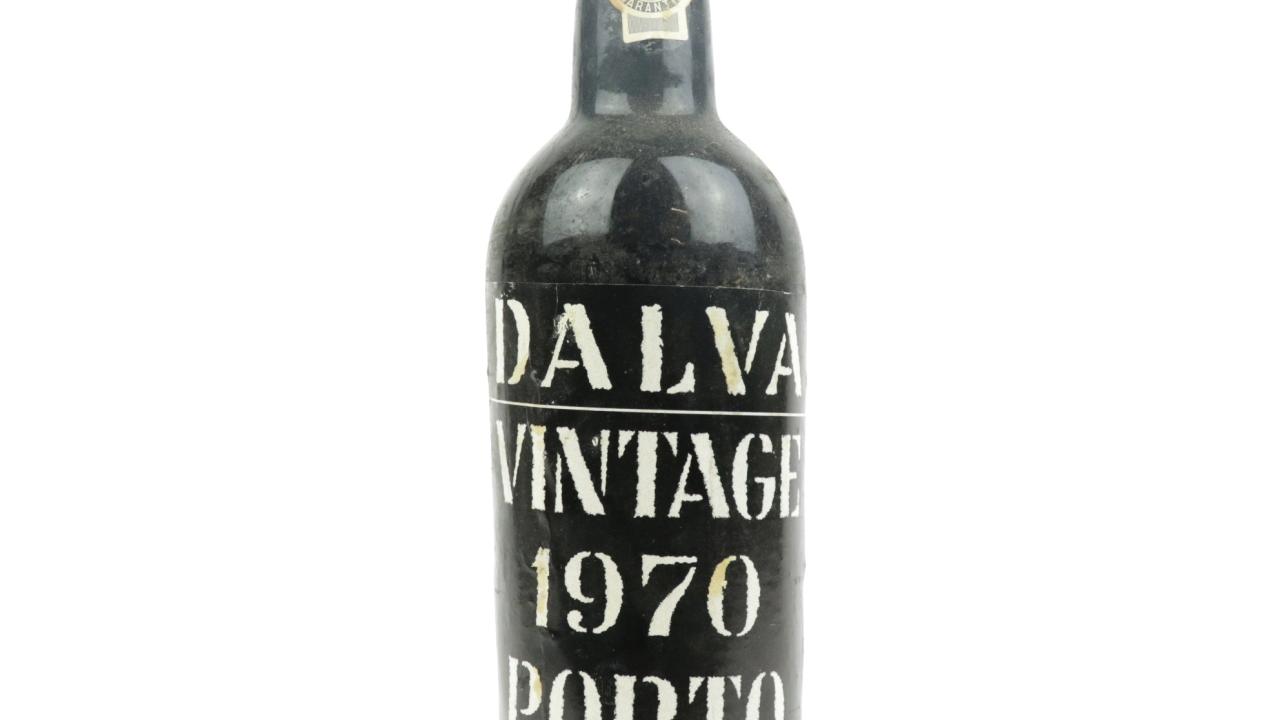 DALVA
VINTAGE
1970
PORTO